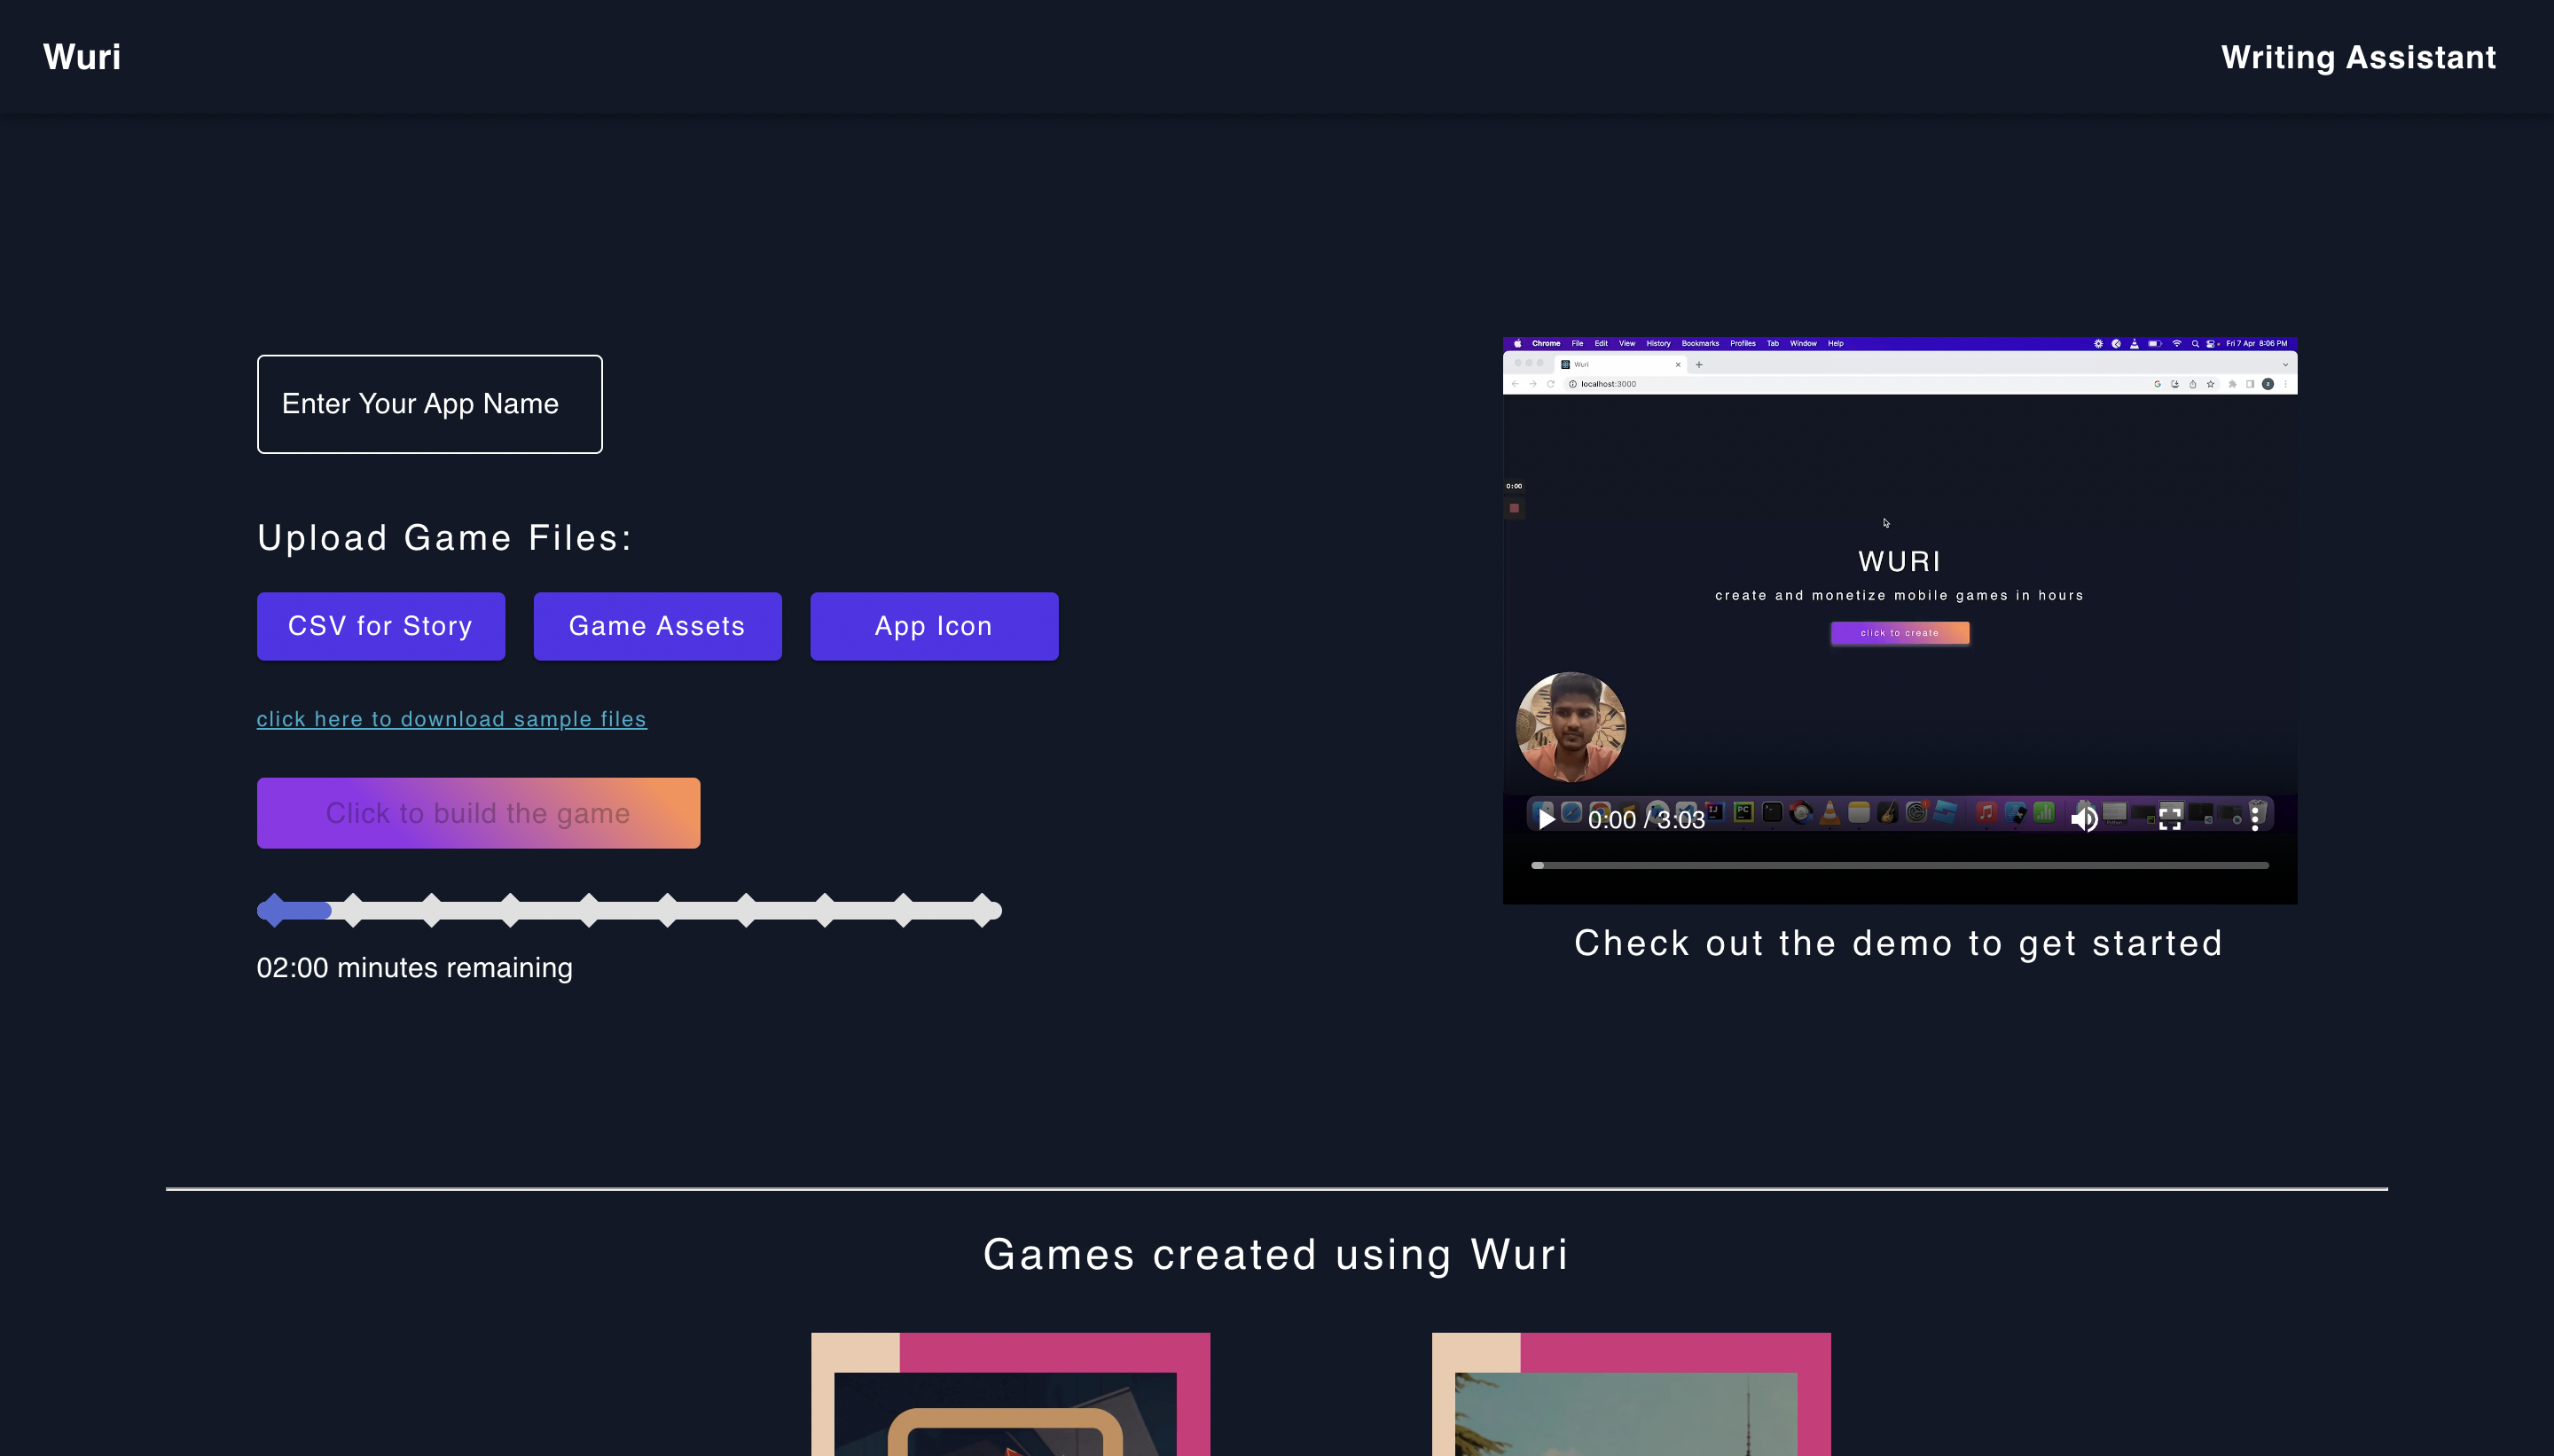 Wuri
Writing Assistant
Enter Your App Name
Upload Game Files:
CSV for Story
Game Assets
App Icon
click here to download sample files
Click to build the game
02:00 minutes remaining
Chrome File Edit View History Bookmarks Profiles Tab Window Help
Fri 7 Apr 8:06 PM
Wuri
localhost:3000
0:00
WURI
create and monetize mobile games in hours
click to create
0:00 / 3:03
Check out the demo to get started
Games created using Wuri